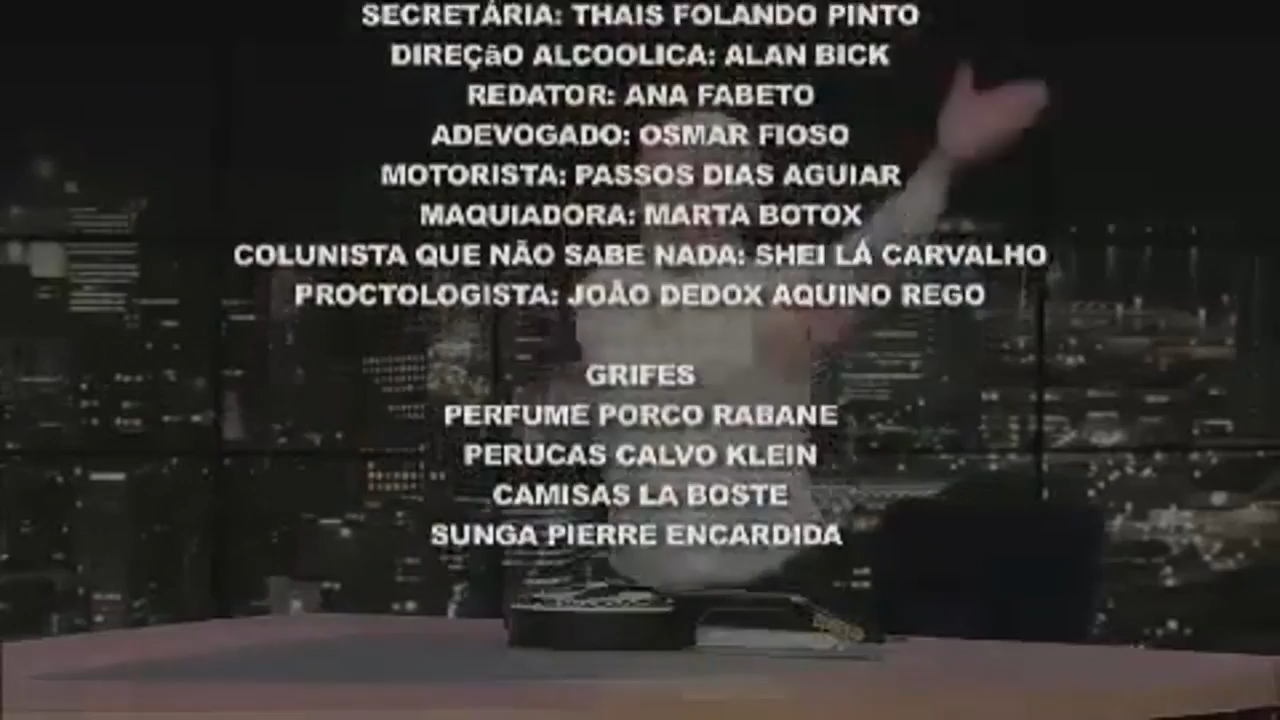 SECRETÁRIA: THAIS FOLANDO PINTO
DIREÇãO ALCOOLICA: ALAN BICK
REDATOR: ANA FABETO
ADEVOGADO: OSMAR FIOSO
MOTORISTA: PASSOS DIAS AGUIAR
MAQUIADORA: MARTA BOTOX
COLUNISTA QUE NÃO SABE NADA: SHEI LÁ CARVALHO
PROCTOLOGISTA: JOÃO DEDOX AQUINO REGO
GRIFES
PERFUME PORCO RABANE
PERUCAS CALVO KLEIN
CAMISAS LA BOSTE
SUNGA PIERRE ENCARDIDA